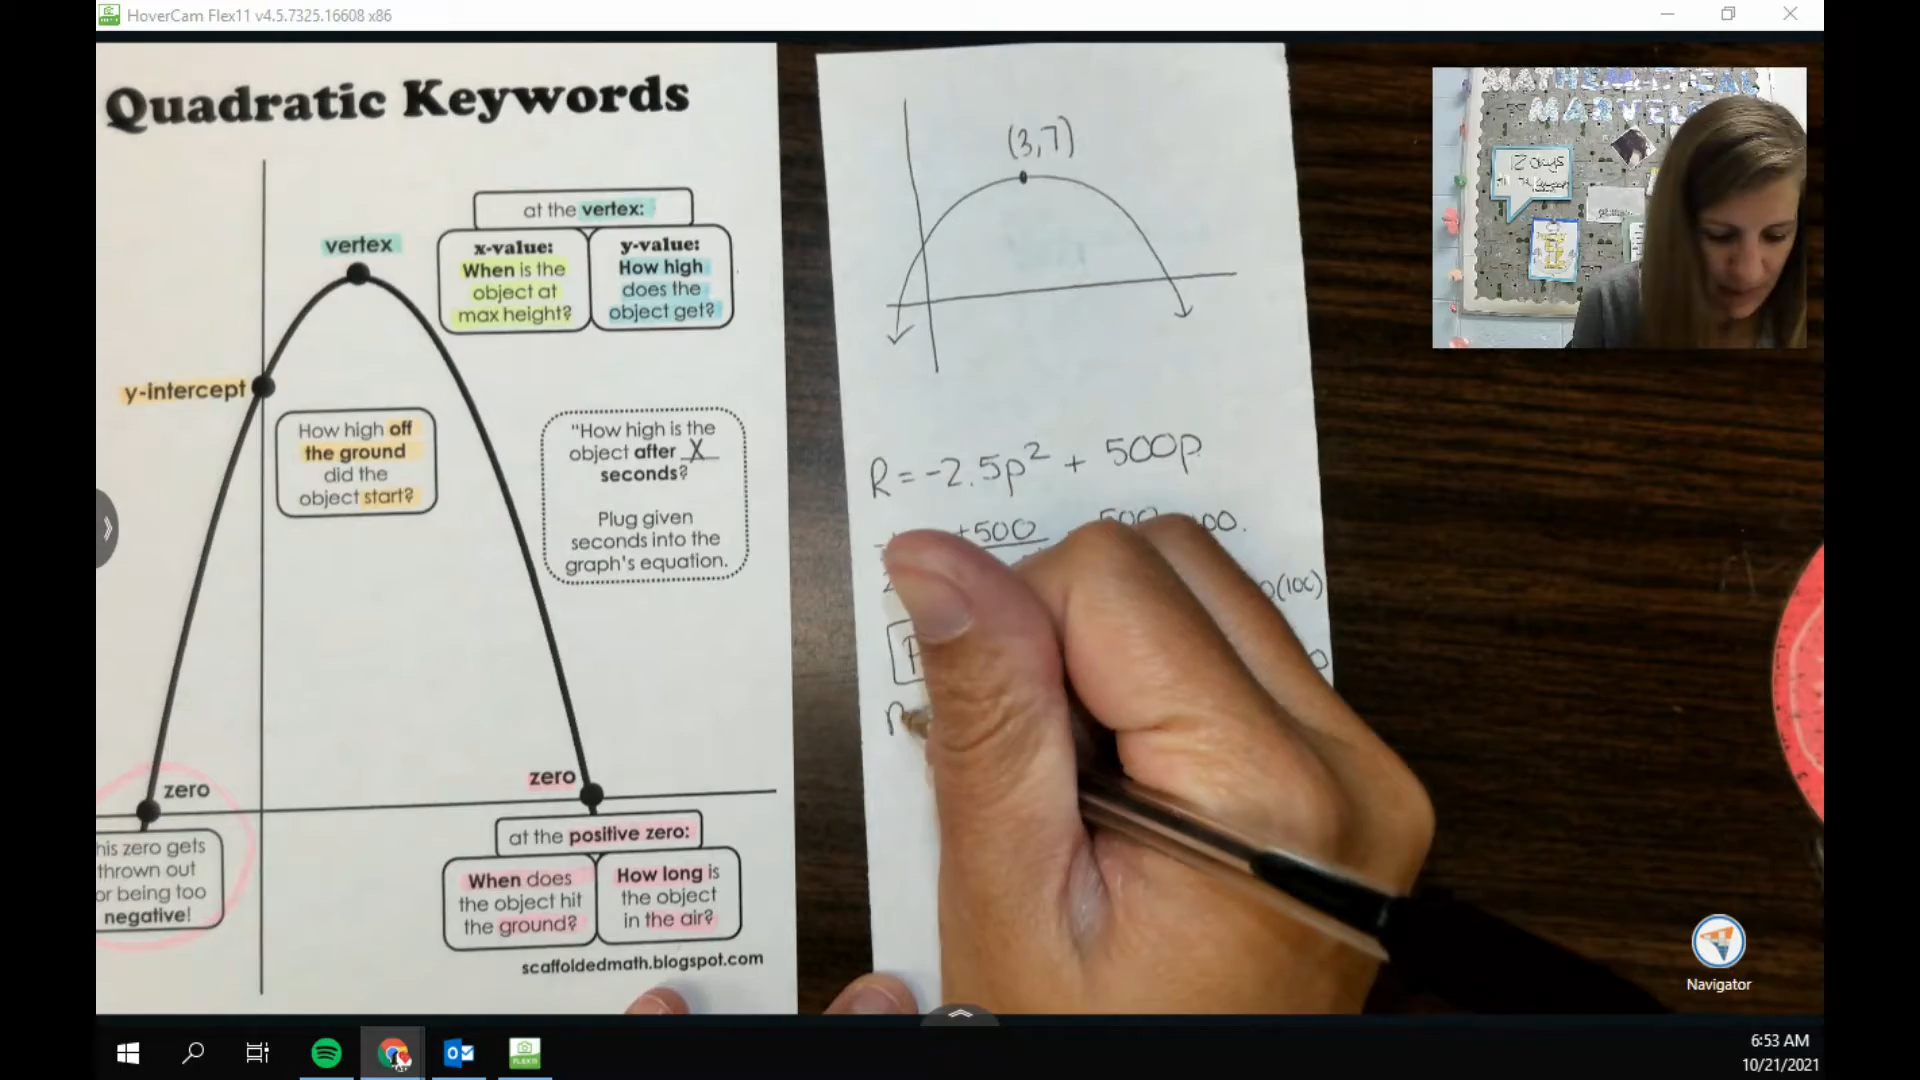 HoverCam Flex11 v4.5.7325.16608 x86
Quadratic Keywords
at the vertex:
vertex
x-value:
When is the
object at
max height?
y-value:
How high
does the
object get?
y-intercept
How high off
the ground
did the
object start?
"How high is the
object after X
seconds?
Plug given
seconds into the
graph's equation.
zero
his zero gets
thrown out
or being too
negative!
zero
at the positive zero:
When does
the object hit
the ground?
How long is
the object
in the air?
scaffoldedmath.blogspot.com
(3,7)
R = -2.5p² + 500p
+500
(100)
MATHEMATICAL
MARVEL
12 days
Navigator
6:53 AM
10/21/2021